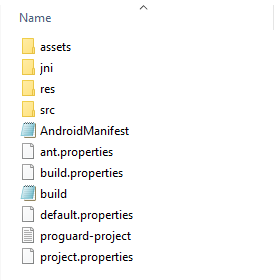 Name
assets
jni
res
src
AndroidManifest
ant.properties
build.properties
build
default.properties
proguard-project
project.properties